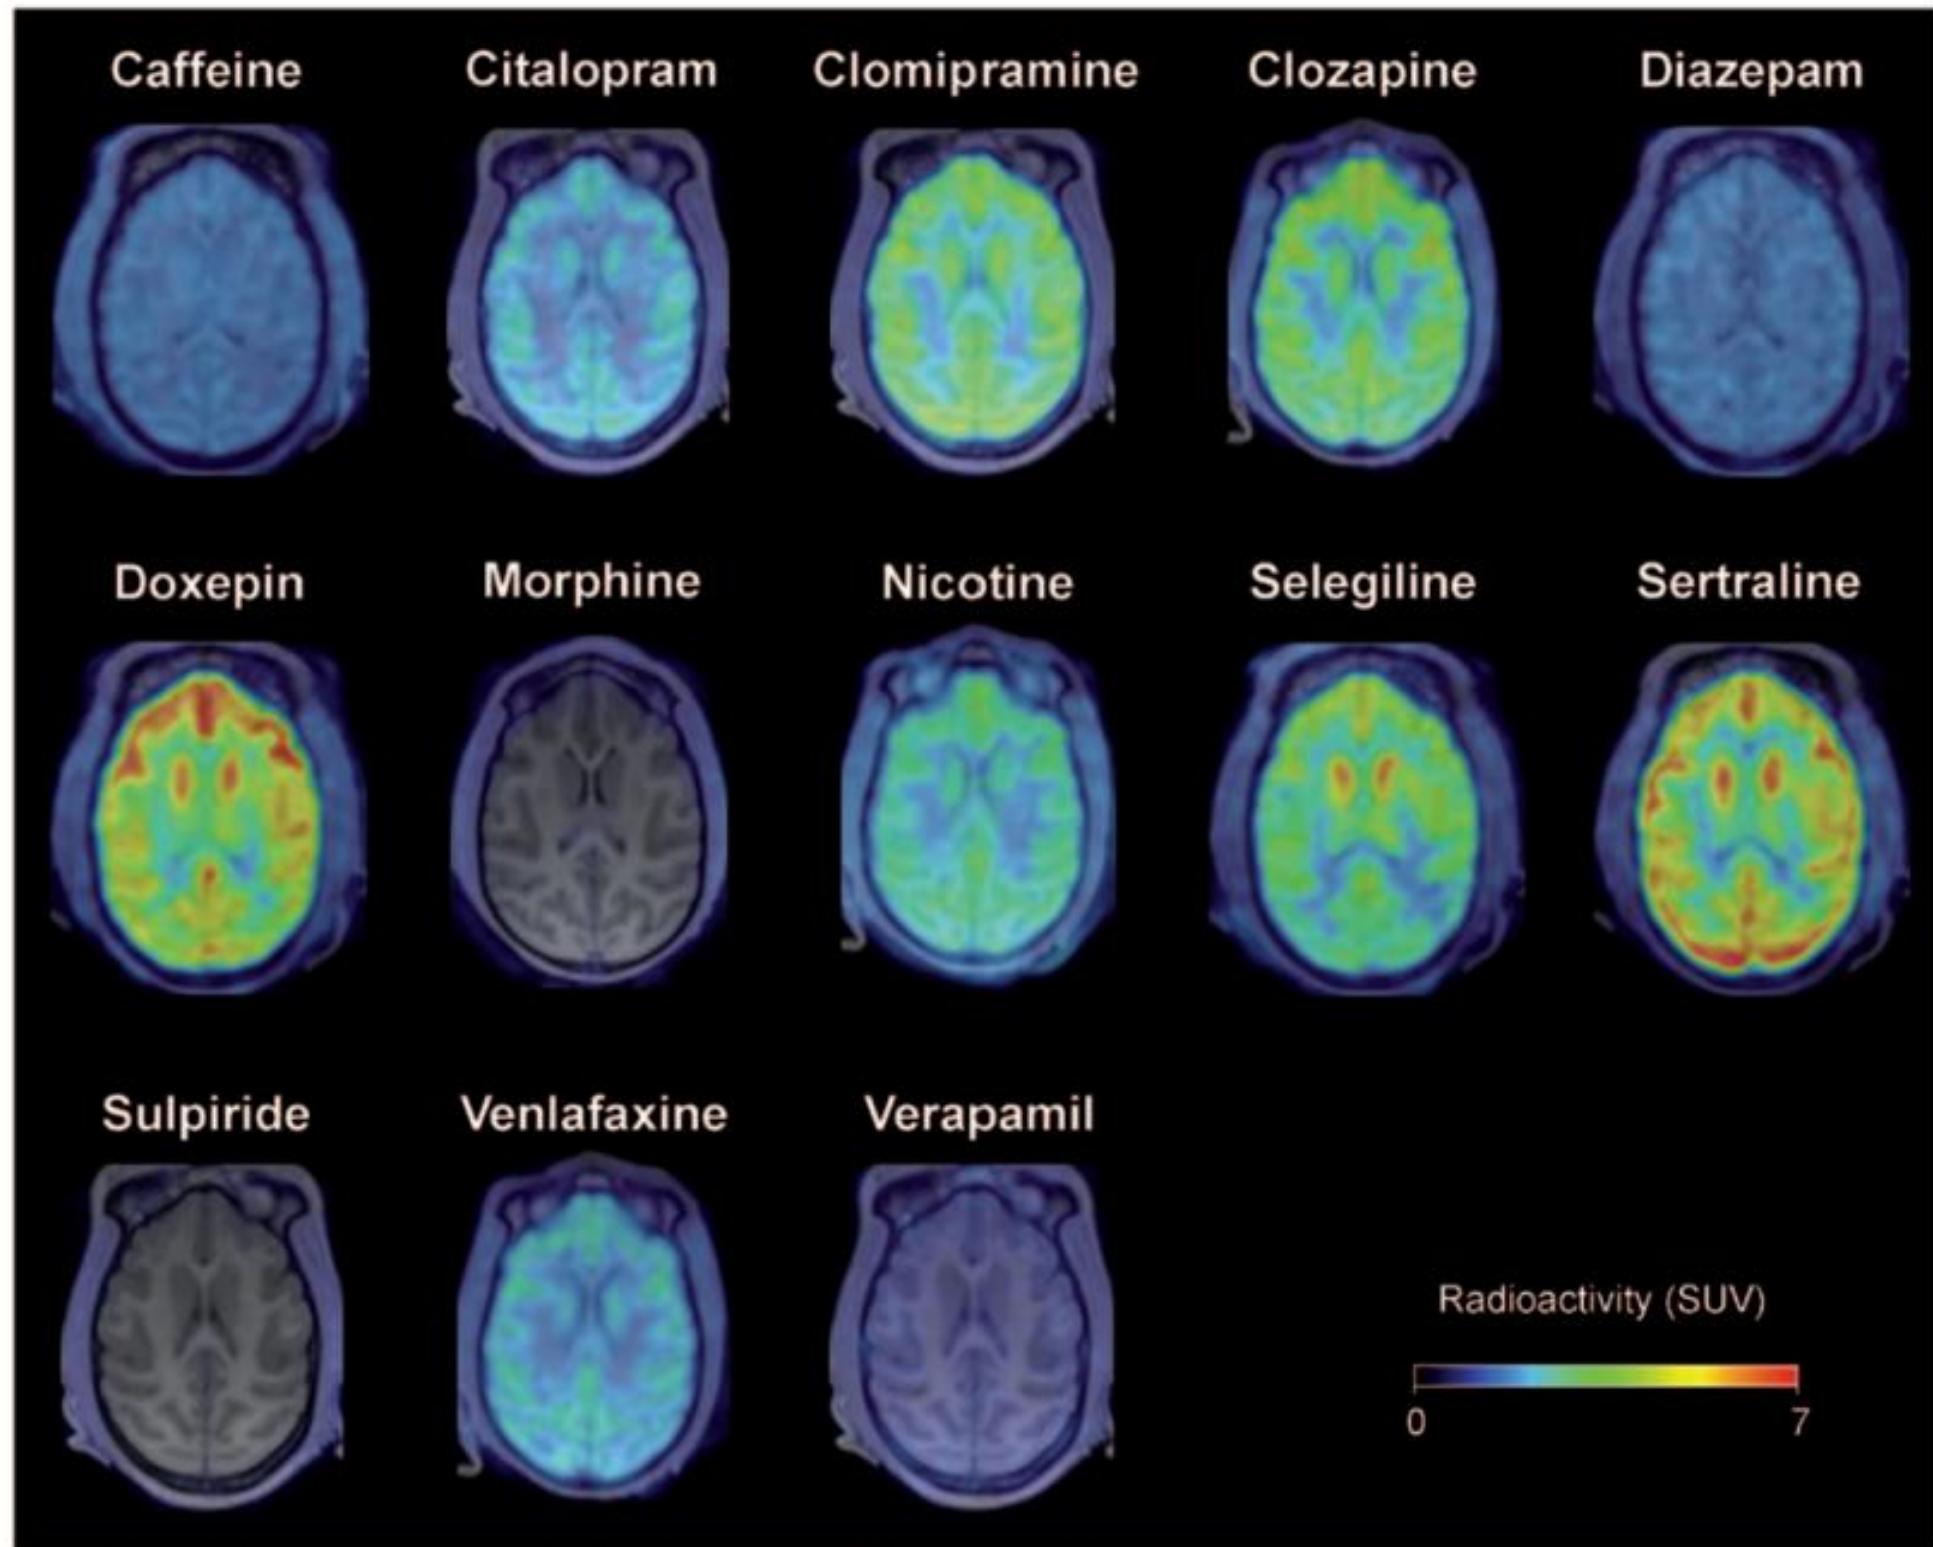 Caffeine Citalopram Clomipramine Clozapine Diazepam
Doxepin Morphine Nicotine Selegiline Sertraline
Sulpiride Venlafaxine Verapamil
Radioactivity (SUV)
0 7